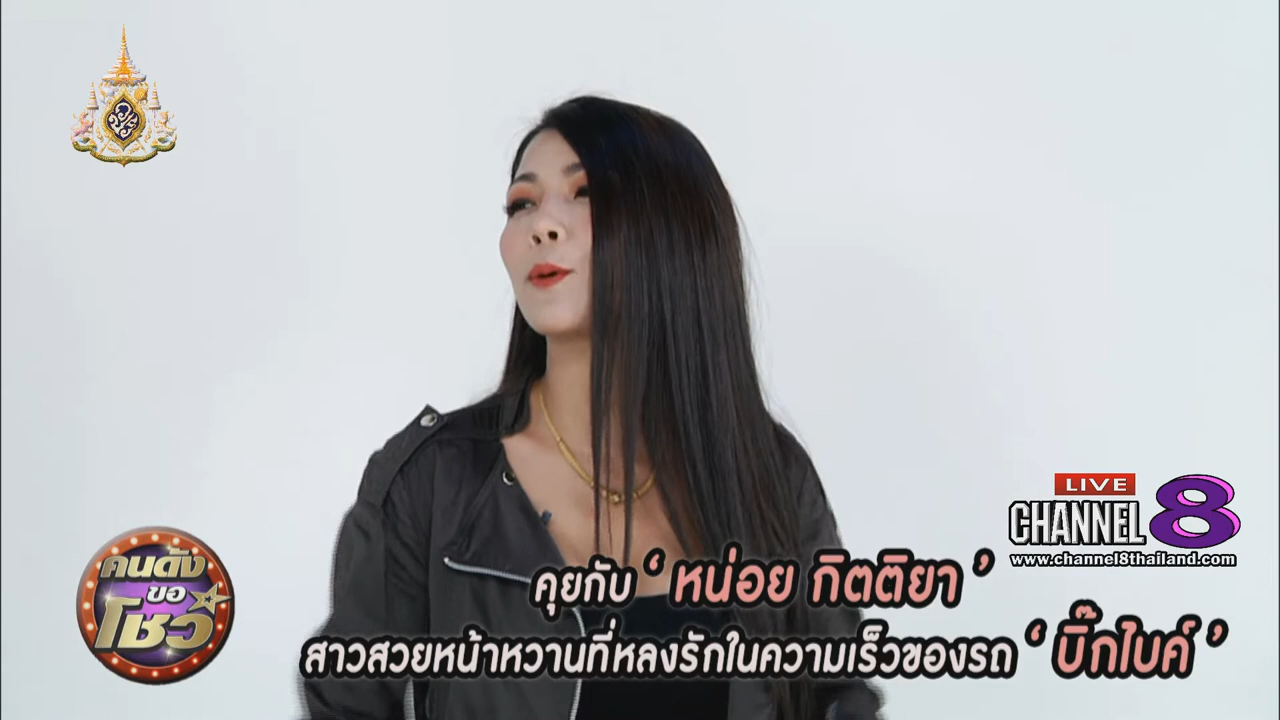 LIVE
CHANNEL 8
www.channel8thailand.com
คนดัง
ขอ
โชว์
คุยกับ ‘ หน่อย กิตติยา ’
สาวสวยหน้าหวานที่หลงรักในความเร็วของรถ ‘ บิ๊กไบค์ ’